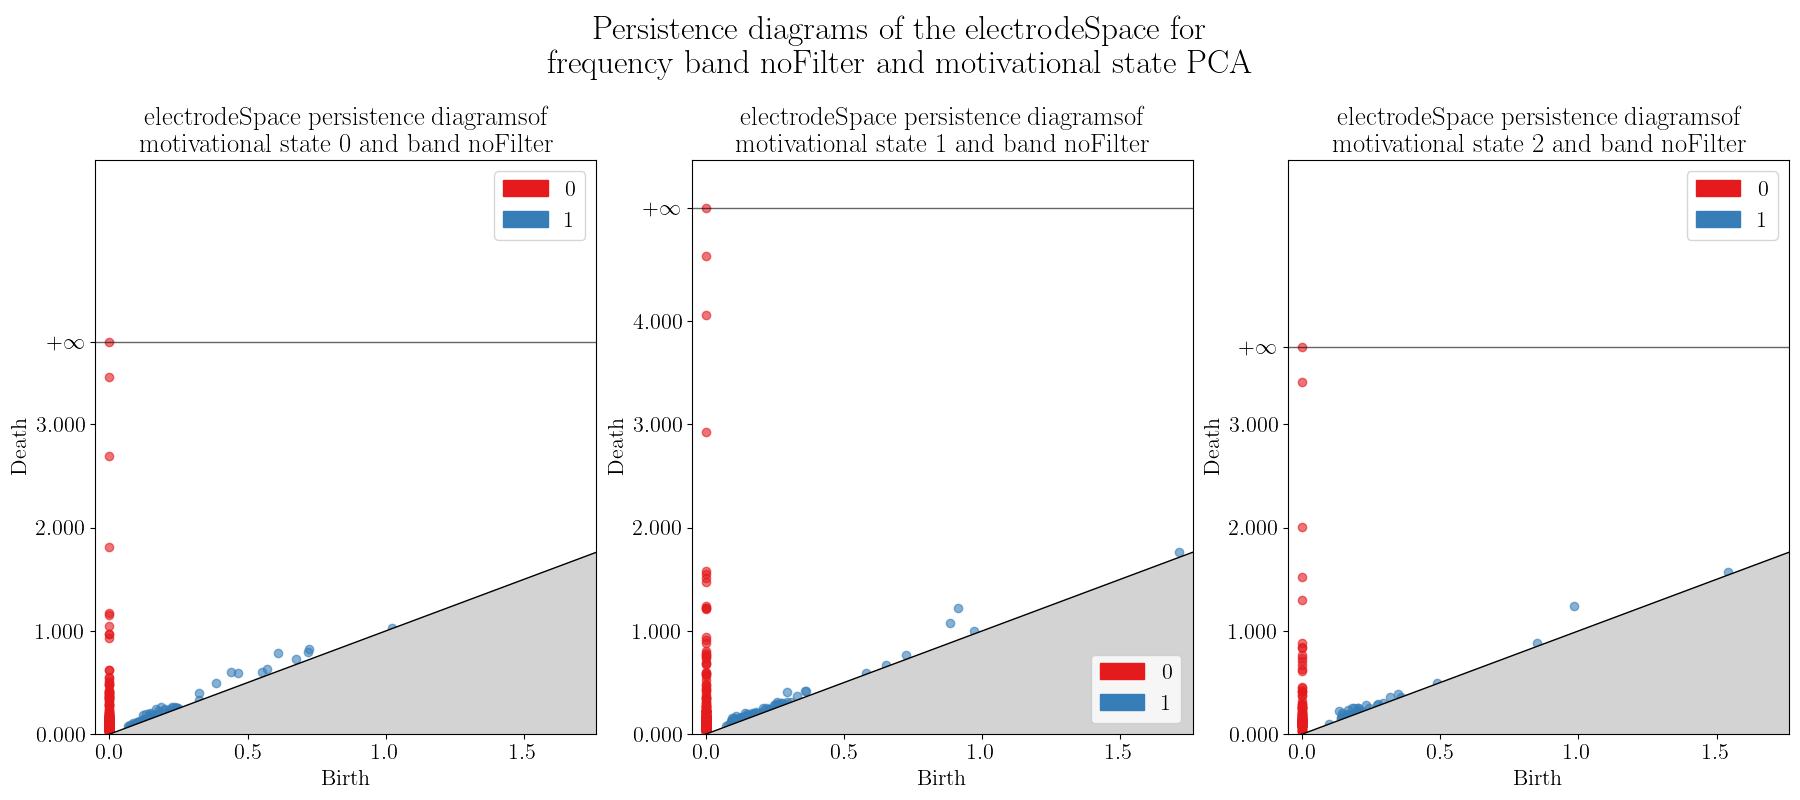 Persistence diagrams of the electrodeSpace for
frequency band noFilter and motivational state PCA
electrodeSpace persistence diagramsof
motivational state 0 and band noFilter
0
1
+∞
3.000
2.000
1.000
0.000
Death
0.0
0.5
1.0
1.5
Birth
electrodeSpace persistence diagramsof
motivational state 1 and band noFilter
+∞
4.000
3.000
2.000
1.000
0.000
Death
0
1
0.0
0.5
1.0
1.5
Birth
electrodeSpace persistence diagramsof
motivational state 2 and band noFilter
0
1
+∞
3.000
2.000
1.000
0.000
Death
0.0
0.5
1.0
1.5
Birth